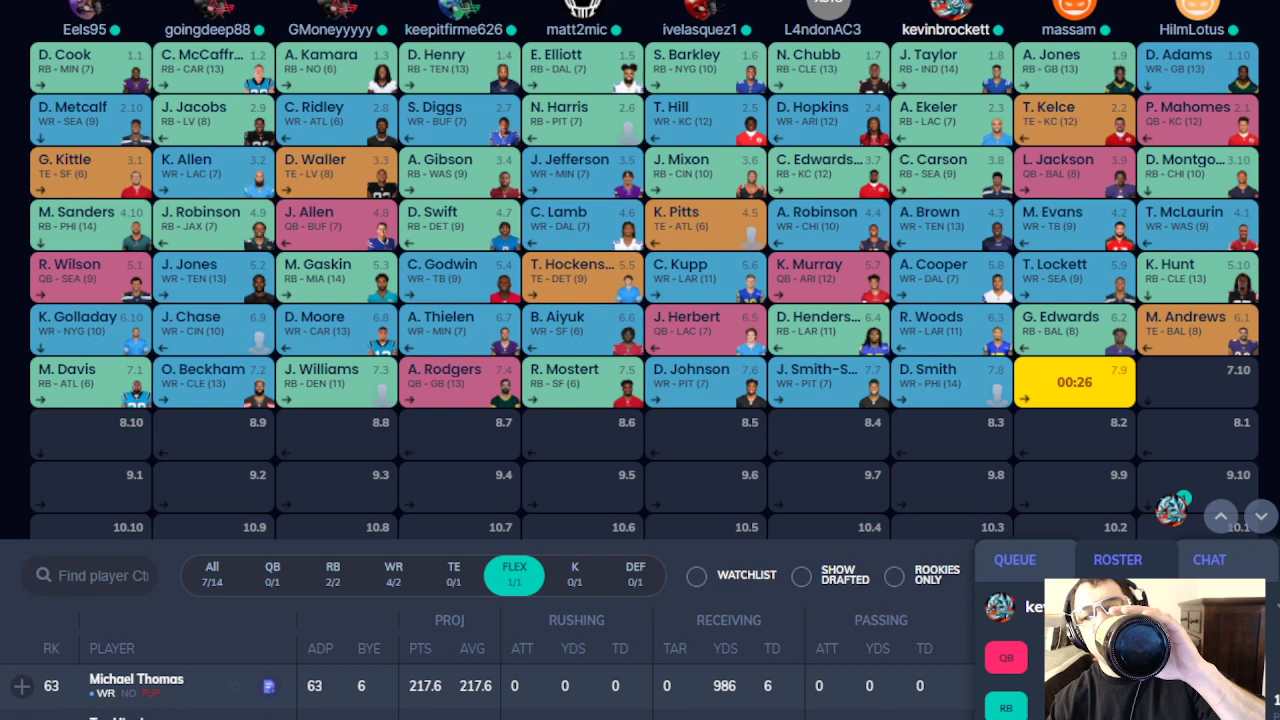 AUTO
Eels95 goingdeep88 GMoneyyyyy keepitfirme626 matt2mic ivelasquez1 L4ndonAC3 kevinbrockett massam HilmLotus
D. Cook 1.1 C. McCaffr... 1.2 A. Kamara 1.3 D. Henry 1.4 E. Elliott 1.5 S. Barkley 1.6 N. Chubb 1.7 J. Taylor 1.8 A. Jones 1.9 D. Adams 1.10
RB - MIN (7) RB - CAR (13) RB - NO (6) RB - TEN (13) RB - DAL (7) RB - NYG (10) RB - CLE (13) RB - IND (14) RB - GB (13) WR - GB (13)
D. Metcalf 2.10 J. Jacobs 2.9 C. Ridley 2.8 S. Diggs 2.7 N. Harris 2.6 T. Hill 2.5 D. Hopkins 2.4 A. Ekeler 2.3 T. Kelce 2.2 P. Mahomes 2.1
WR - SEA (9) RB - LV (8) WR - ATL (6) WR - BUF (7) RB - PIT (7) WR - KC (12) WR - ARI (12) RB - LAC (7) TE - KC (12) QB - KC (12)
G. Kittle 3.1 K. Allen 3.2 D. Waller 3.3 A. Gibson 3.4 J. Jefferson 3.5 J. Mixon 3.6 C. Edwards... 3.7 C. Carson 3.8 L. Jackson 3.9 D. Montgo... 3.10
TE - SF (6) WR - LAC (7) TE - LV (8) RB - WAS (9) WR - MIN (7) RB - CIN (10) RB - KC (12) RB - SEA (9) QB - BAL (8) RB - CHI (10)
M. Sanders 4.10 J. Robinson 4.9 J. Allen 4.8 D. Swift 4.7 C. Lamb 4.6 K. Pitts 4.5 A. Robinson 4.4 A. Brown 4.3 M. Evans 4.2 T. McLaurin 4.1
RB - PHI (14) RB - JAX (7) QB - BUF (7) RB - DET (9) WR - DAL (7) TE - ATL (6) WR - CHI (10) WR - TEN (13) WR - TB (9) WR - WAS (9)
R. Wilson 5.1 J. Jones 5.2 M. Gaskin 5.3 C. Godwin 5.4 T. Hockens... 5.5 C. Kupp 5.6 K. Murray 5.7 A. Cooper 5.8 T. Lockett 5.9 K. Hunt 5.10
QB - SEA (9) WR - TEN (13) RB - MIA (14) WR - TB (9) TE - DET (9) WR - LAR (11) QB - ARI (12) WR - DAL (7) WR - SEA (9) RB - CLE (13)
K. Golladay 6.10 J. Chase 6.9 D. Moore 6.8 A. Thielen 6.7 B. Aiyuk 6.6 J. Herbert 6.5 D. Henders... 6.4 R. Woods 6.3 G. Edwards 6.2 M. Andrews 6.1
WR - NYG (10) WR - CIN (10) WR - CAR (13) WR - MIN (7) WR - SF (6) QB - LAC (7) RB - LAR (11) WR - LAR (11) RB - BAL (8) TE - BAL (8)
M. Davis 7.1 O. Beckham 7.2 J. Williams 7.3 A. Rodgers 7.4 R. Mostert 7.5 D. Johnson 7.6 J. Smith-S... 7.7 D. Smith 7.8 7.9 7.10
RB - ATL (6) WR - CLE (13) RB - DEN (11) QB - GB (13) RB - SF (6) WR - PIT (7) WR - PIT (7) WR - PHI (14) 00:26
8.10 8.9 8.8 8.7 8.6 8.5 8.4 8.3 8.2 8.1
9.1 9.2 9.3 9.4 9.5 9.6 9.7 9.8 9.9 9.10
10.10 10.9 10.8 10.7 10.6 10.5 10.4 10.3 10.2 10.1
Find player Ct
All QB RB WR TE FLEX K DEF
7/14 0/1 2/2 4/2 0/1 1/1 0/1 0/1
WATCHLIST SHOW DRAFTED ROOKIES ONLY
QUEUE ROSTER CHAT
PROJ RUSHING RECEIVING PASSING
RK PLAYER ADP BYE PTS AVG ATT YDS TD TAR YDS TD ATT YDS TD
63 Michael Thomas 63 6 217.6 217.6 0 0 0 0 986 6 0 0 0
WR NO PUP
QB
RB